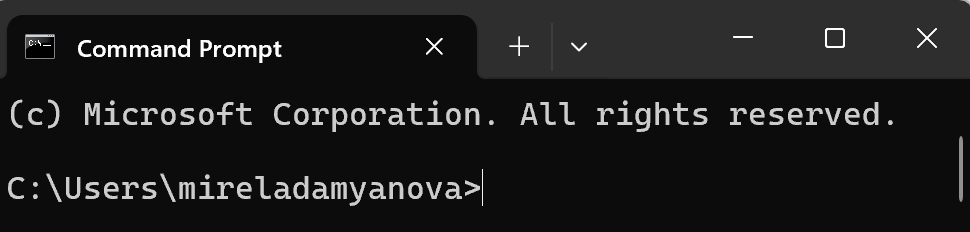 Command Prompt
(c) Microsoft Corporation. All rights reserved.
C:\Users\mireladamyanova>